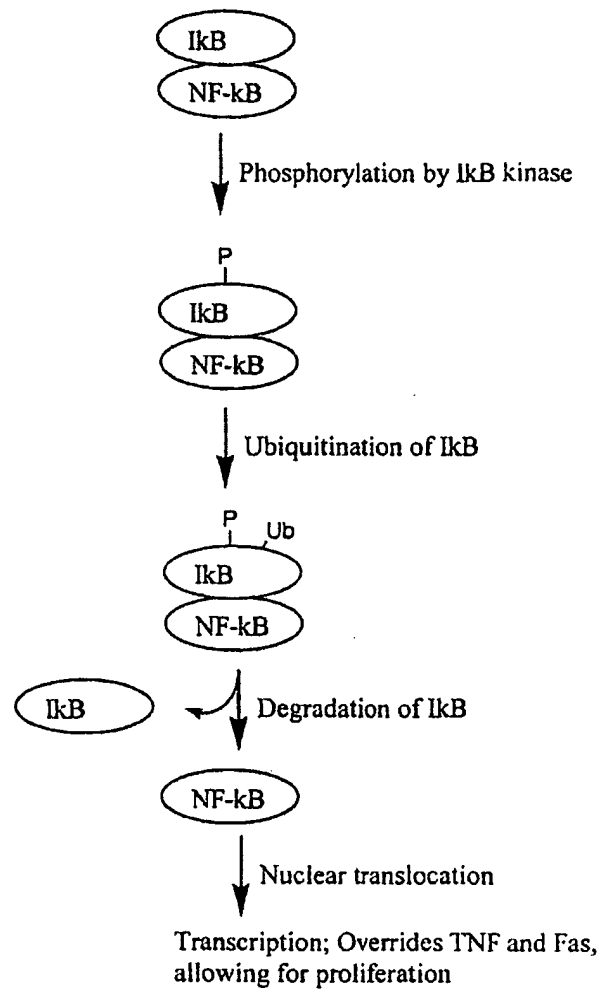 IkB
NF-kB
Phosphorylation by IkB kinase
P
IkB
NF-kB
Ubiquitination of IkB
P
Ub
IkB
NF-kB
IkB
Degradation of IkB
NF-kB
Nuclear translocation
Transcription; Overrides TNF and Fas,
allowing for proliferation